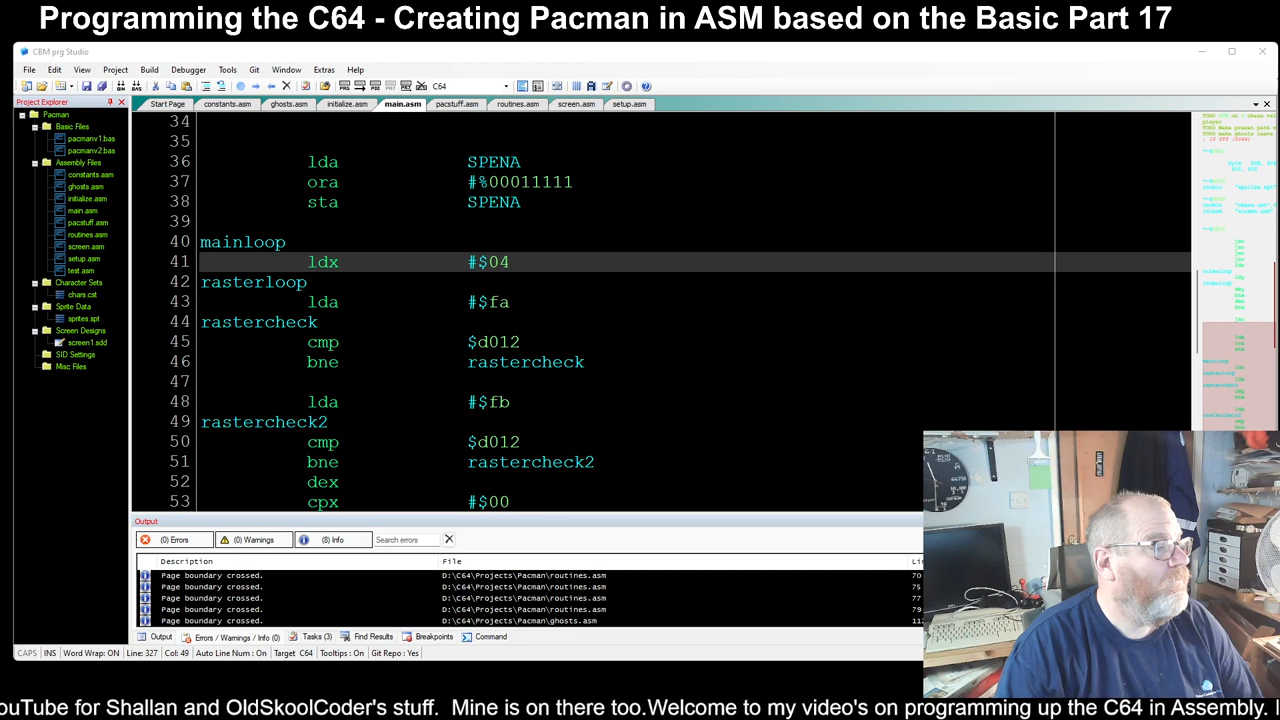 Programming the C64 - Creating Pacman in ASM based on the Basic Part 17
CBM prg Studio
File Edit View Project Build Debugger Tools Git Window Extras Help
C64
Project Explorer
Start Page constants.asm ghosts.asm initialize.asm main.asm pacstuff.asm routines.asm screen.asm setup.asm
Pacman
Basic Files
pacmanv1.bas
pacmanv2.bas
Assembly Files
constants.asm
ghosts.asm
initialize.asm
main.asm
pacstuff.asm
routines.asm
screen.asm
setup.asm
test.asm
Character Sets
chars.cst
Sprite Data
sprites.spt
Screen Designs
screen1.sdd
SID Settings
Misc Files
34
35
36 lda SPENA
37 ora #%00011111
38 sta SPENA
39
40 mainloop
41 ldx #$04
42 rasterloop
43 lda #$fa
44 rastercheck
45 cmp $d012
46 bne rastercheck
47
48 lda #$fb
49 rastercheck2
50 cmp $d012
51 bne rastercheck2
52 dex
53 cpx #$00
Output
(0) Errors (0) Warnings (8) Info Search errors
Description File Li
Page boundary crossed. D:\C64\Projects\Pacman\routines.asm 70
Page boundary crossed. D:\C64\Projects\Pacman\routines.asm 75
Page boundary crossed. D:\C64\Projects\Pacman\routines.asm 77
Page boundary crossed. D:\C64\Projects\Pacman\routines.asm 79
Page boundary crossed. D:\C64\Projects\Pacman\ghosts.asm 112
Output Errors / Warnings / Info (0) Tasks (3) Find Results Breakpoints Command
CAPS INS Word Wrap: ON Line: 327 Col: 49 Auto Line Num : On Target C64 Tooltips : On Git Repo : Yes
ouTube for Shallan and OldSkoolCoder's stuff. Mine is on there too.Welcome to my video's on programming up the C64 in Assembly.